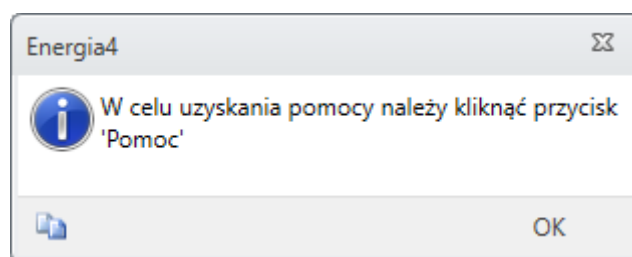 Energia4
W celu uzyskania pomocy należy kliknąć przycisk
'Pomoc'
OK